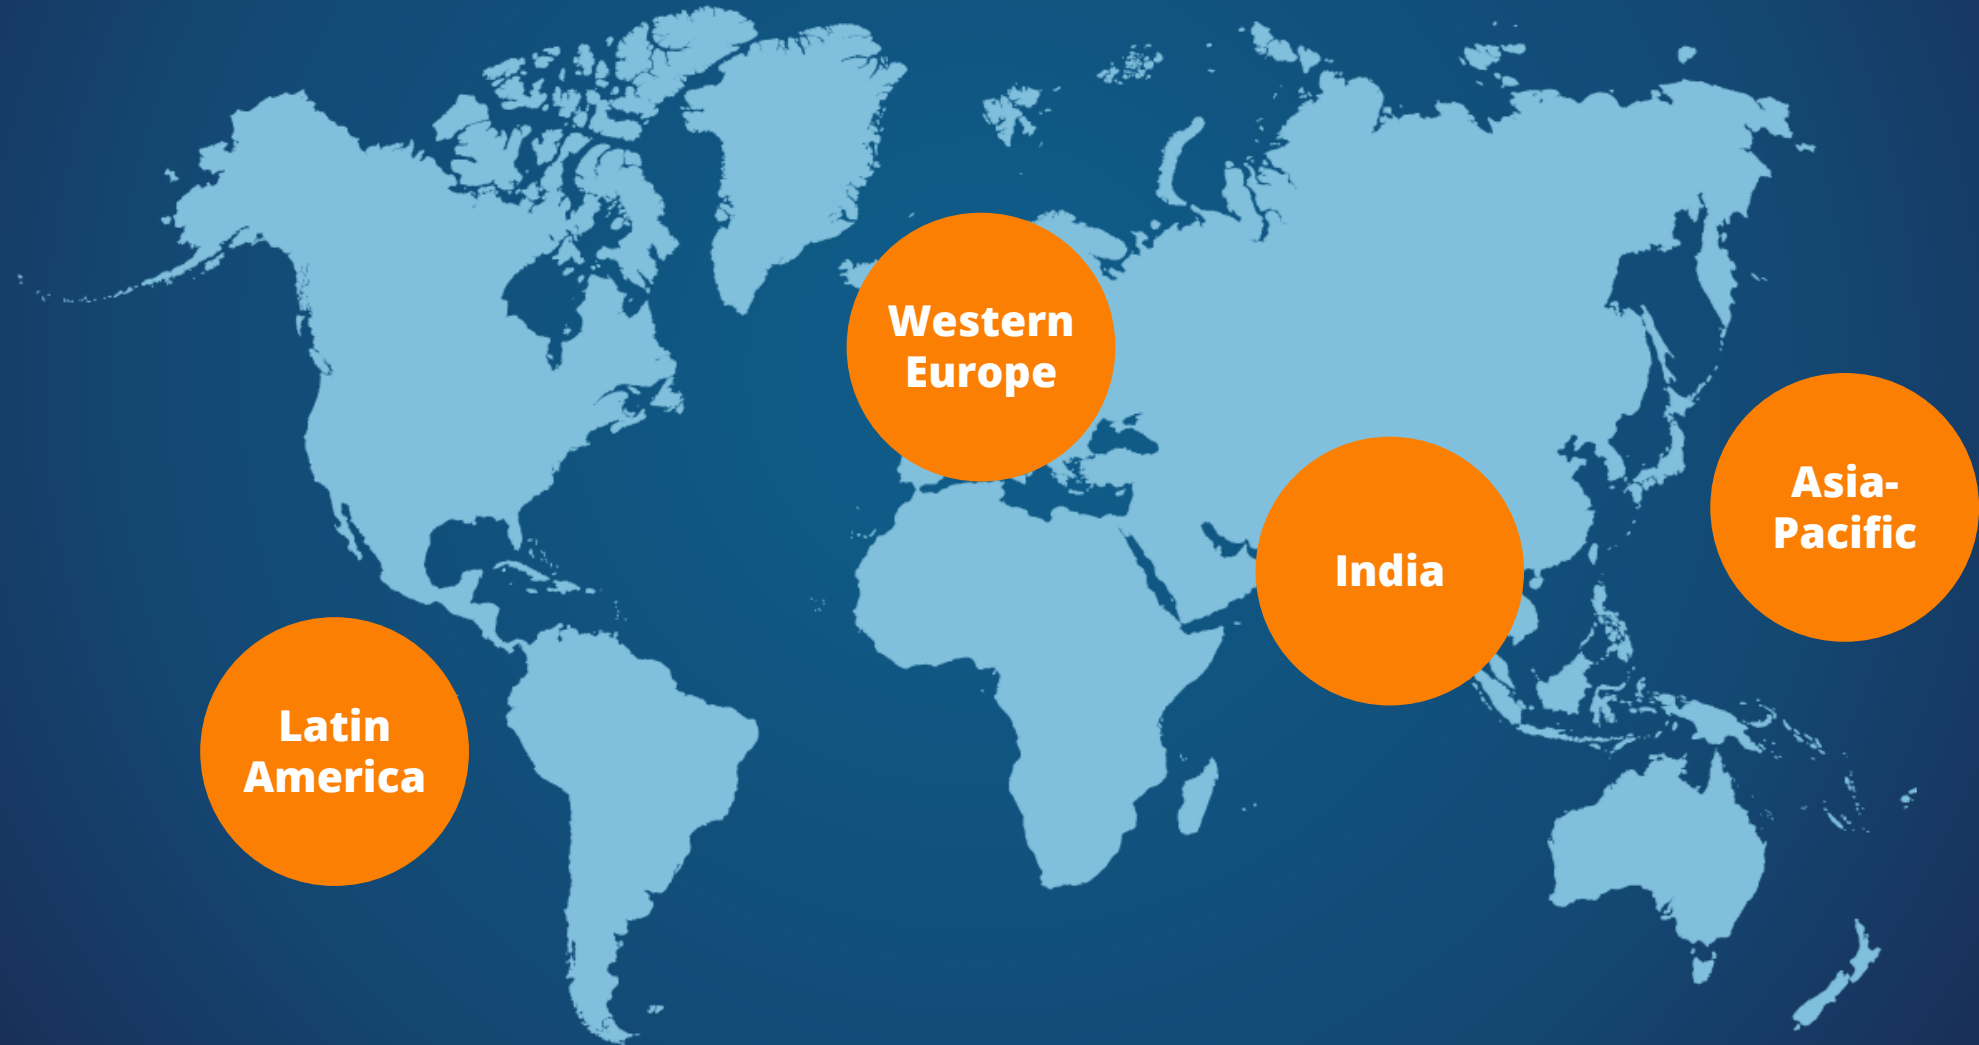 Western
Europe
Asia-
Pacific
India
Latin
America